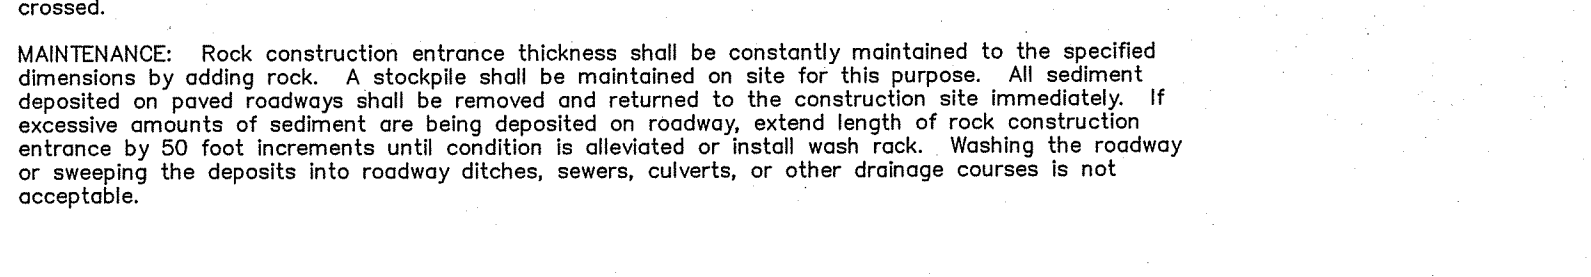 crossed.
MAINTENANCE: Rock construction entrance thickness shall be constantly maintained to the specified
dimensions by adding rock. A stockpile shall be maintained on site for this purpose. All sediment
deposited on paved roadways shall be removed and returned to the construction site immediately. If
excessive amounts of sediment are being deposited on roadway, extend length of rock construction
entrance by 50 foot increments until condition is alleviated or install wash rack. Washing the roadway
or sweeping the deposits into roadway ditches, sewers, culverts, or other drainage courses is not
acceptable.